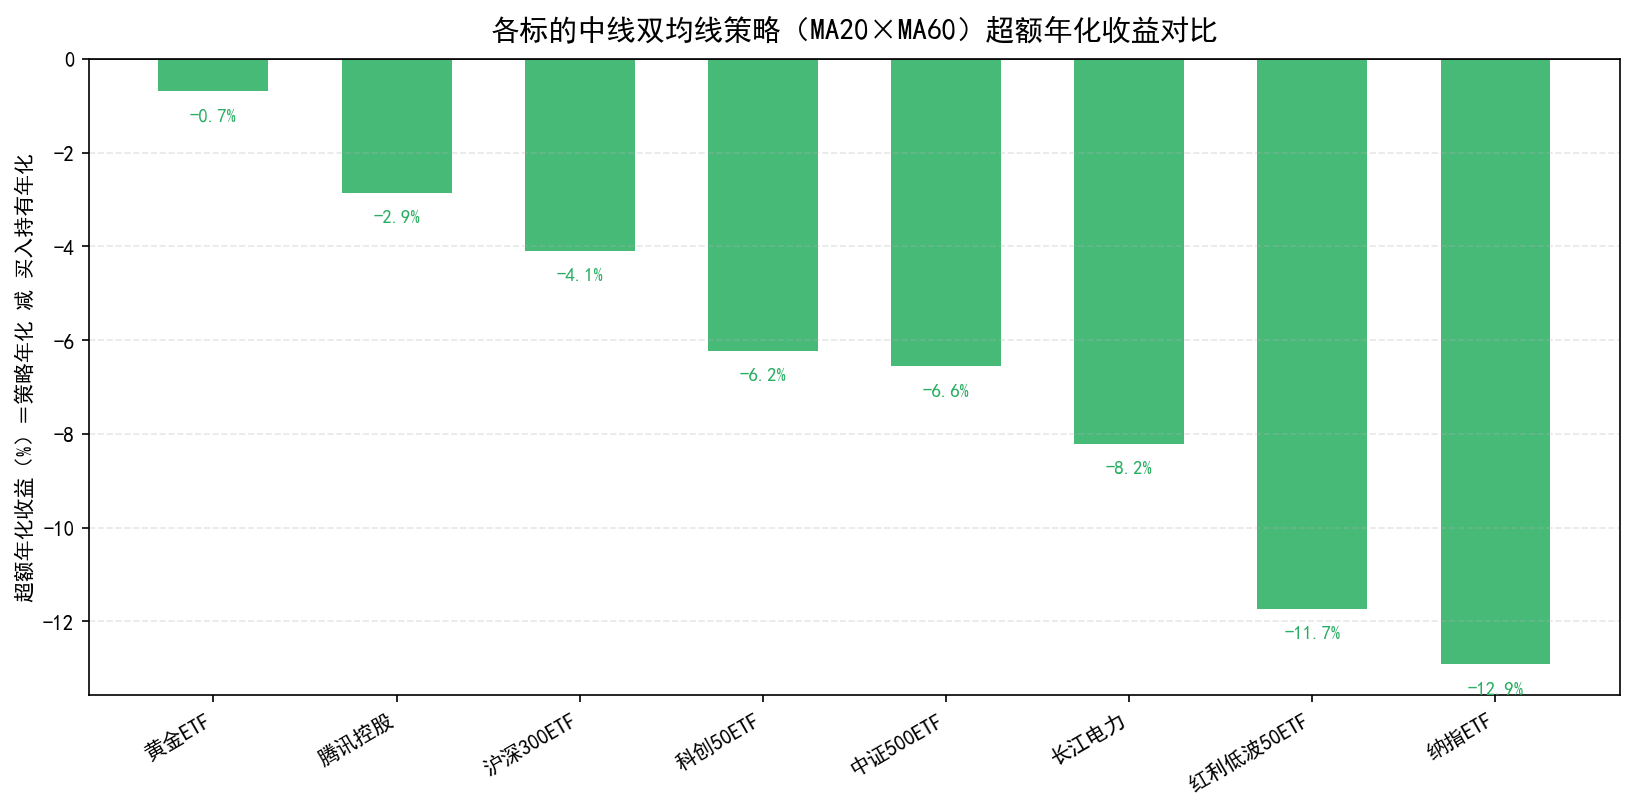 各标的中线双均线策略（MA20×MA60）超额年化收益对比
超额年化收益（%）＝策略年化 减 买入持有年化
0
−2
−4
−6
−8
−10
−12
−0.7%
−2.9%
−4.1%
−6.2%
−6.6%
−8.2%
−11.7%
−12.9%
黄金ETF
腾讯控股
沪深300ETF
科创50ETF
中证500ETF
长江电力
红利低波50ETF
纳指ETF